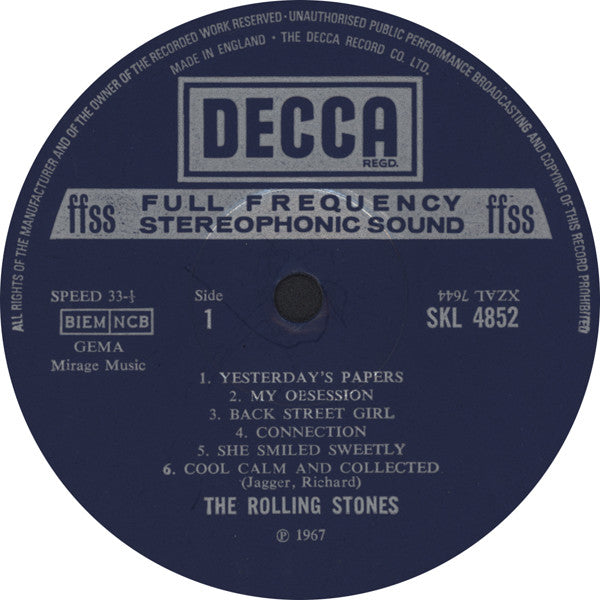 ALL RIGHTS OF THE MANUFACTURER AND OF THE OWNER OF THE RECORDED WORK RESERVED · UNAUTHORISED PUBLIC PERFORMANCE BROADCASTING AND COPYING OF THIS RECORD PROHIBITED
MADE IN ENGLAND · THE DECCA RECORD CO. LTD.
DECCA
REGD.
ffss FULL FREQUENCY STEREOPHONIC SOUND ffss
SPEED 33-⅓
BIEM NCB
GEMA
Mirage Music
Side
1
XZAL 7644
SKL 4852
1. YESTERDAY'S PAPERS
2. MY OBSESSION
3. BACK STREET GIRL
4. CONNECTION
5. SHE SMILED SWEETLY
6. COOL CALM AND COLLECTED
(Jagger, Richard)
THE ROLLING STONES
℗ 1967